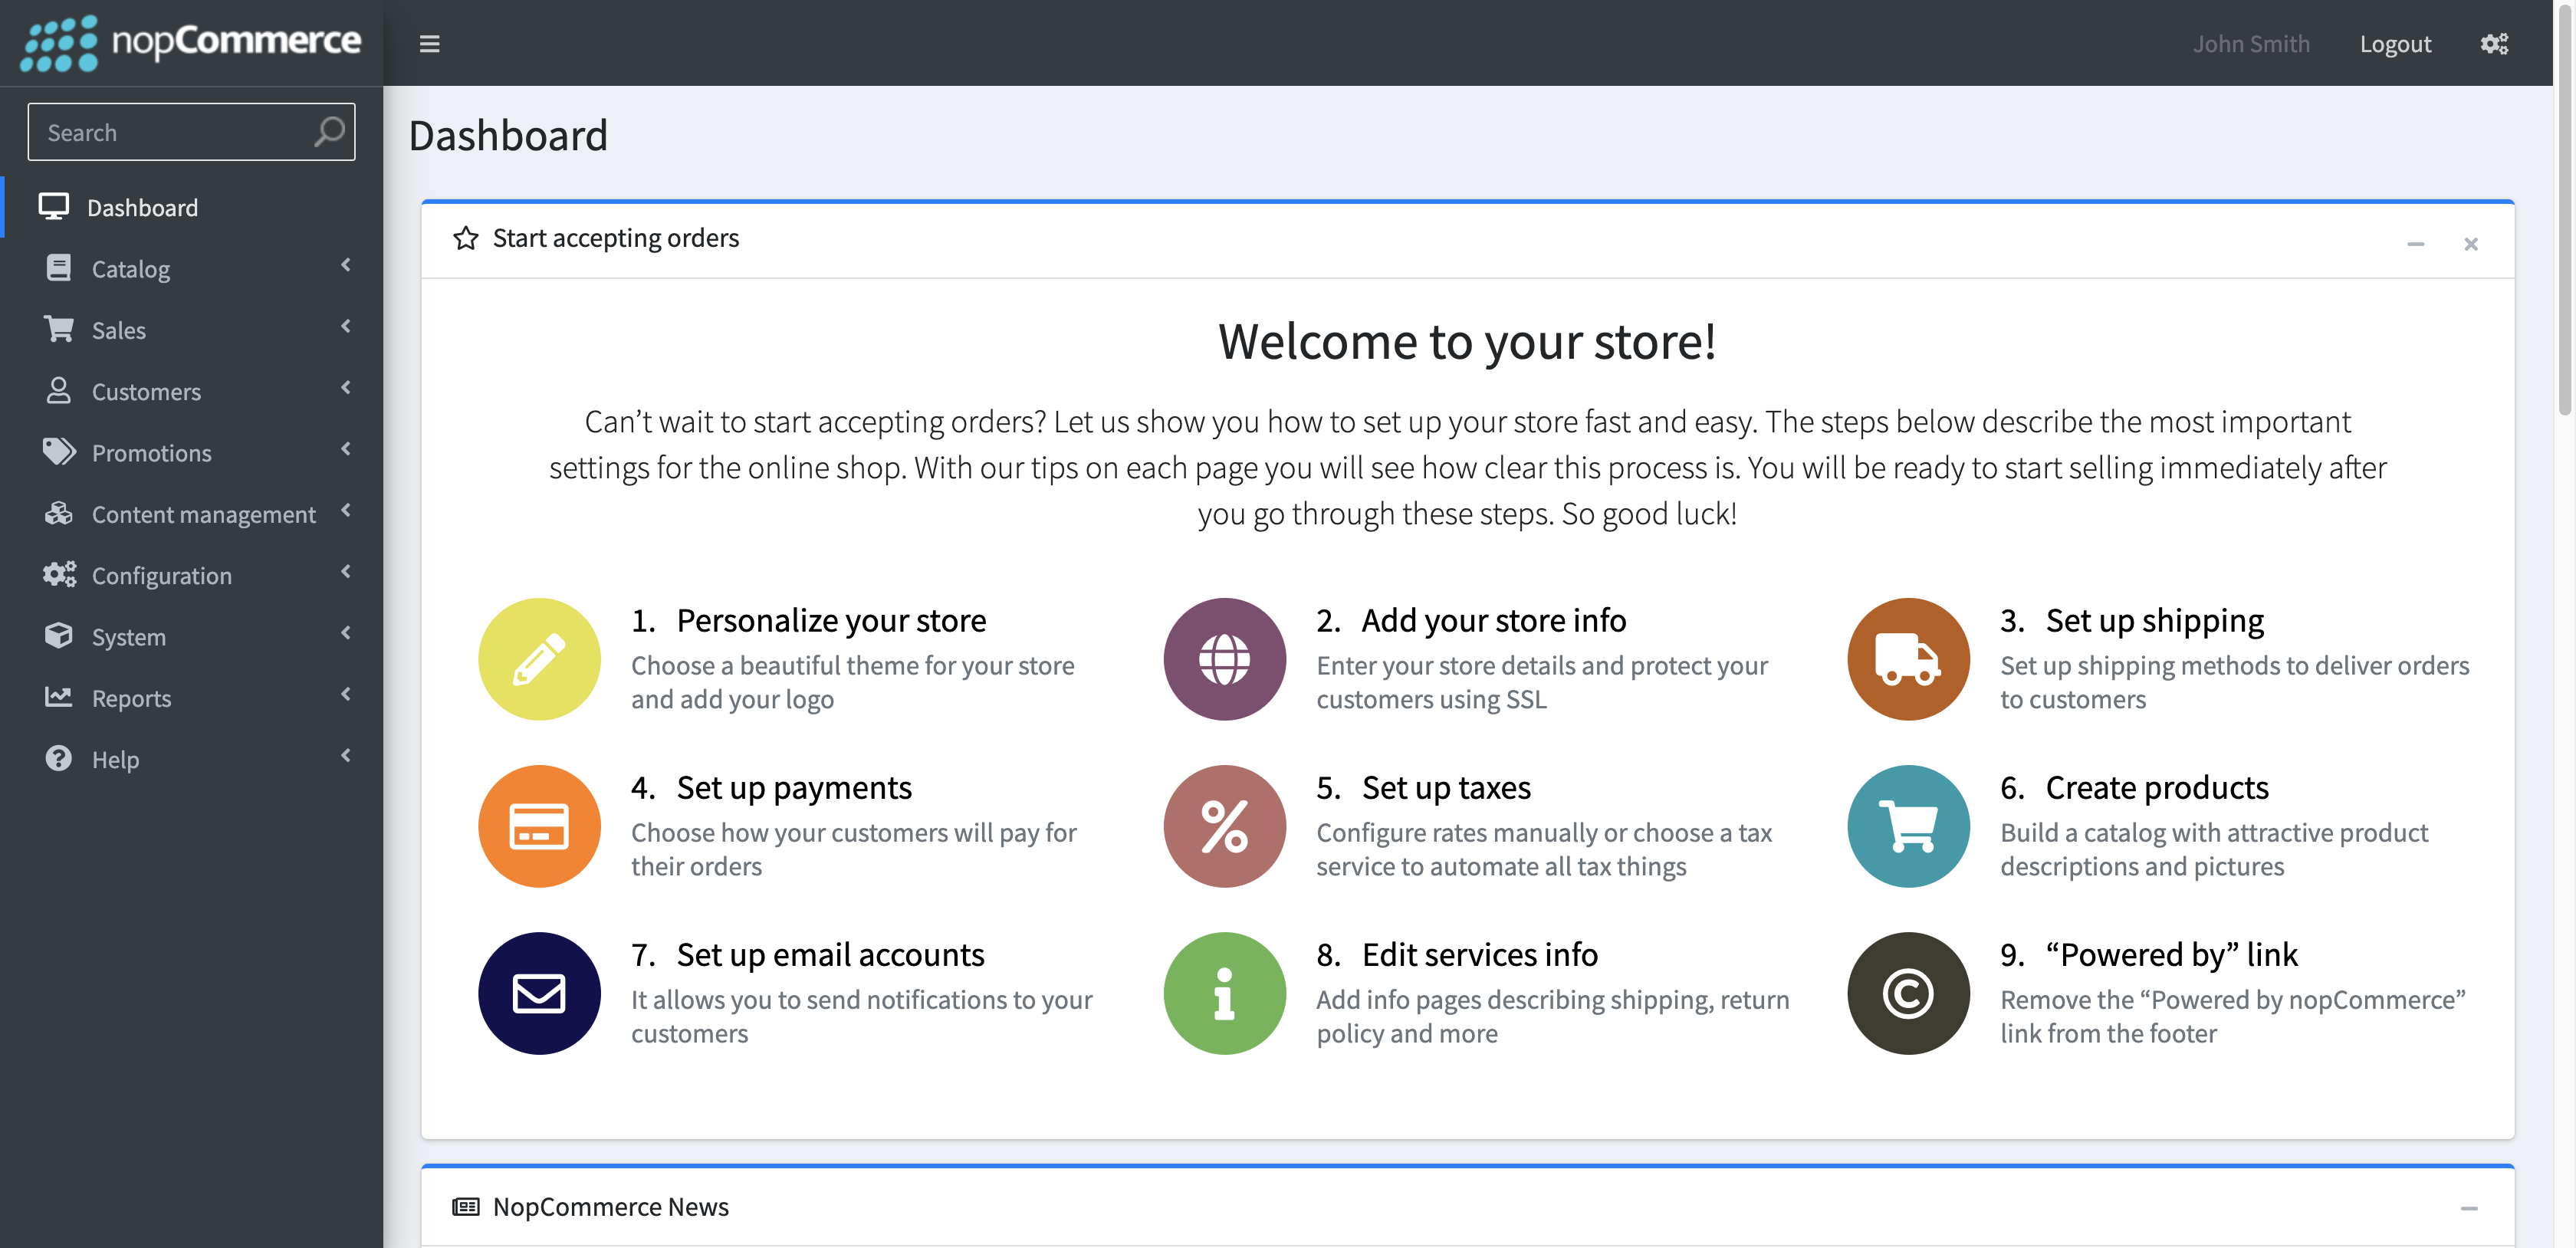 nopCommerce
John Smith
Logout
Search
Dashboard
Catalog
Sales
Customers
Promotions
Content management
Configuration
System
Reports
Help
Dashboard
Start accepting orders
Welcome to your store!
Can’t wait to start accepting orders? Let us show you how to set up your store fast and easy. The steps below describe the most important
settings for the online shop. With our tips on each page you will see how clear this process is. You will be ready to start selling immediately after
you go through these steps. So good luck!
1. Personalize your store
Choose a beautiful theme for your store
and add your logo
2. Add your store info
Enter your store details and protect your
customers using SSL
3. Set up shipping
Set up shipping methods to deliver orders
to customers
4. Set up payments
Choose how your customers will pay for
their orders
5. Set up taxes
Configure rates manually or choose a tax
service to automate all tax things
6. Create products
Build a catalog with attractive product
descriptions and pictures
7. Set up email accounts
It allows you to send notifications to your
customers
8. Edit services info
Add info pages describing shipping, return
policy and more
9. “Powered by” link
Remove the “Powered by nopCommerce”
link from the footer
NopCommerce News